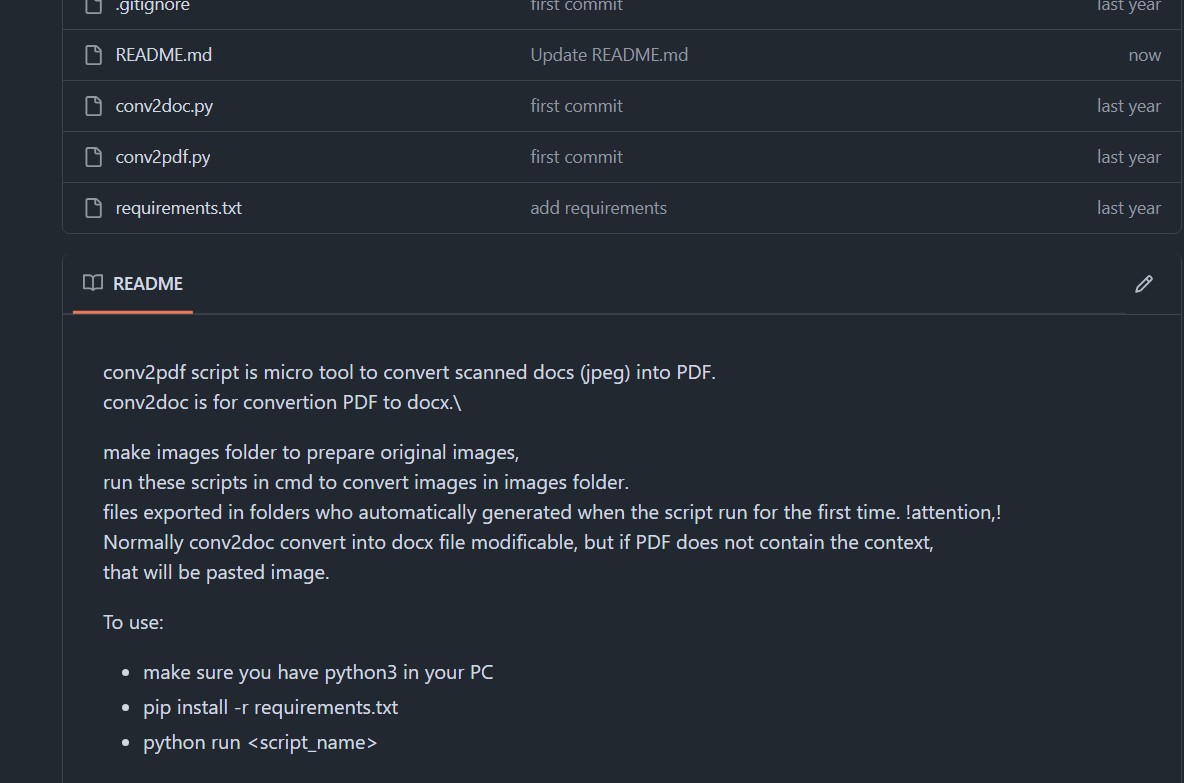 .gitignore first commit last year
README.md Update README.md now
conv2doc.py first commit last year
conv2pdf.py first commit last year
requirements.txt add requirements last year
README
conv2pdf script is micro tool to convert scanned docs (jpeg) into PDF.
conv2doc is for convertion PDF to docx.\
make images folder to prepare original images,
run these scripts in cmd to convert images in images folder.
files exported in folders who automatically generated when the script run for the first time. !attention,!
Normally conv2doc convert into docx file modificable, but if PDF does not contain the context,
that will be pasted image.
To use:
• make sure you have python3 in your PC
• pip install -r requirements.txt
• python run <script_name>